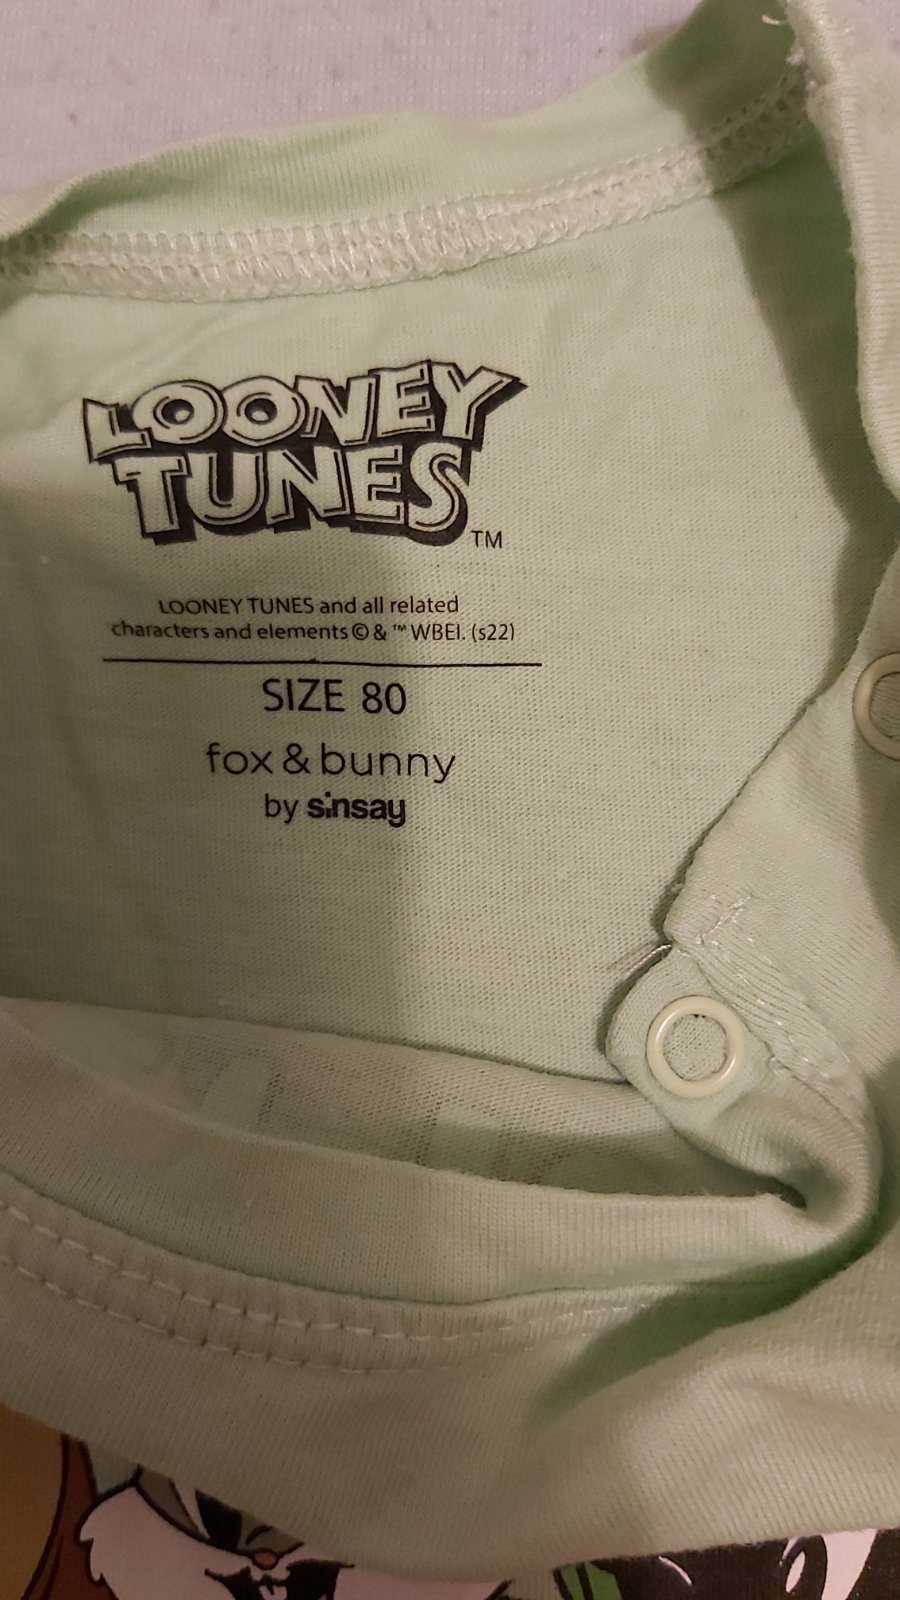 LOONEY
TUNES
TM
LOONEY TUNES and all related
characters and elements © & ™ WBEI. (s22)
SIZE 80
fox & bunny
by sinsay